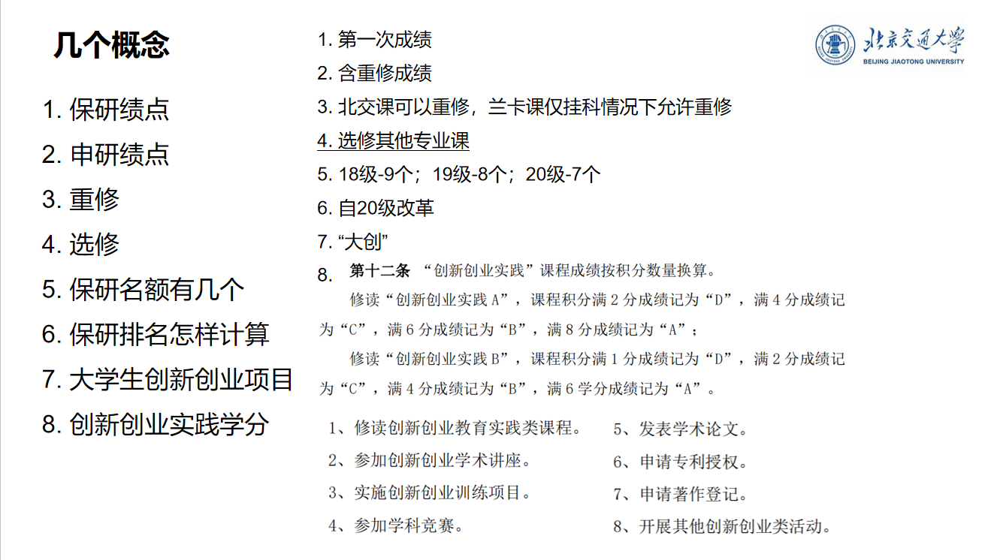 几个概念
1. 保研绩点
2. 申研绩点
3. 重修
4. 选修
5. 保研名额有几个
6. 保研排名怎样计算
7. 大学生创新创业项目
8. 创新创业实践学分
1. 第一次成绩
2. 含重修成绩
3. 北交课可以重修，兰卡课仅挂科情况下允许重修
4. 选修其他专业课
5. 18级-9个；19级-8个；20级-7个
6. 自20级改革
7. “大创”
8. 第十二条 “创新创业实践”课程成绩按积分数量换算。
修读“创新创业实践 A”，课程积分满 2 分成绩记为“D”，满 4 分成绩记
为“C”，满 6 分成绩记为“B”，满 8 分成绩记为“A”；
修读“创新创业实践 B”，课程积分满 1 分成绩记为“D”，满 2 分成绩记
为“C”，满 4 分成绩记为“B”，满 6 学分成绩记为“A”。
1、修读创新创业教育实践类课程。
2、参加创新创业学术讲座。
3、实施创新创业训练项目。
4、参加学科竞赛。
5、发表学术论文。
6、申请专利授权。
7、申请著作登记。
8、开展其他创新创业类活动。
北京交通大学
BEIJING JIAOTONG UNIVERSITY